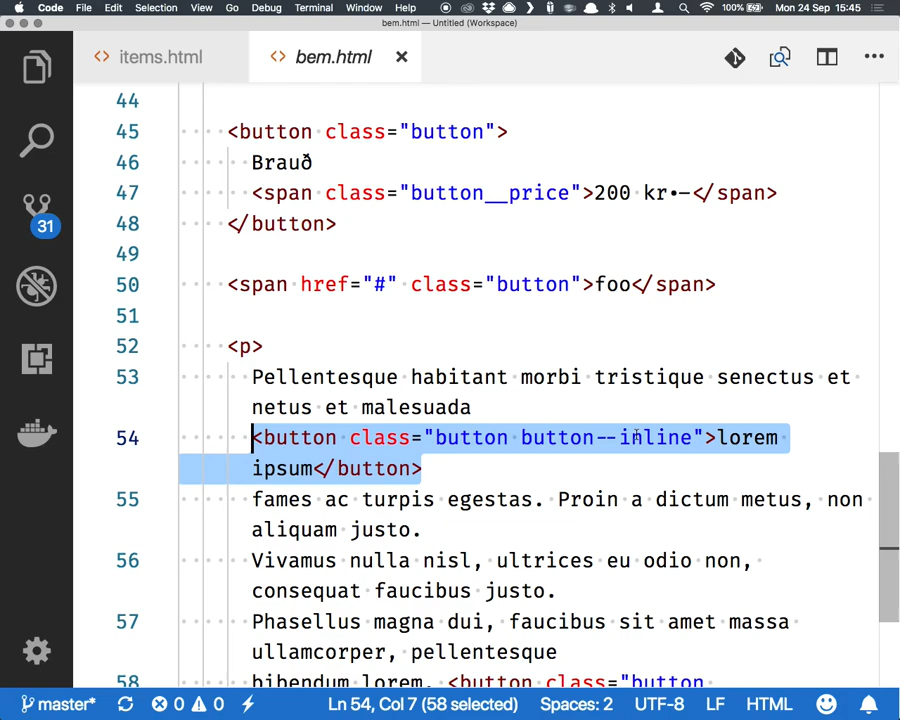 Code File Edit Selection View Go Debug Terminal Window Help 100% Mon 24 Sep 15:45
bem.html — Untitled (Workspace)
items.html bem.html
44
45 <button class="button">
46 Brauð
47 <span class="button__price">200 kr.–</span>
48 </button>
49
50 <span href="#" class="button">foo</span>
51
52 <p>
53 Pellentesque habitant morbi tristique senectus et
netus et malesuada
54 <button class="button button--inline">lorem
ipsum</button>
55 fames ac turpis egestas. Proin a dictum metus, non
aliquam justo.
56 Vivamus nulla nisl, ultrices eu odio non,
consequat faucibus justo.
57 Phasellus magna dui, faucibus sit amet massa
ullamcorper, pellentesque
58 bibendum lorem. <button class="button
31
master* 0 0 Ln 54, Col 7 (58 selected) Spaces: 2 UTF-8 LF HTML